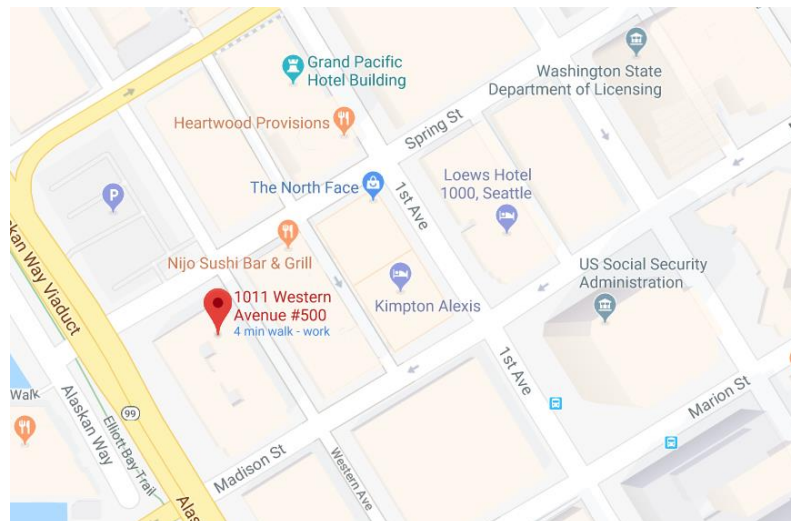 Grand Pacific
Hotel Building
Washington State
Department of Licensing
Heartwood Provisions
Spring St
The North Face
1st Ave
Loews Hotel
1000, Seattle
P
Nijo Sushi Bar & Grill
Kimpton Alexis
US Social Security
Administration
1011 Western
Avenue #500
4 min walk - work
kan Way Viaduct
1st Ave
Walk
Alaskan Way
99
Elliott Bay Trail
Marion St
Madison St
Western Ave
Alas